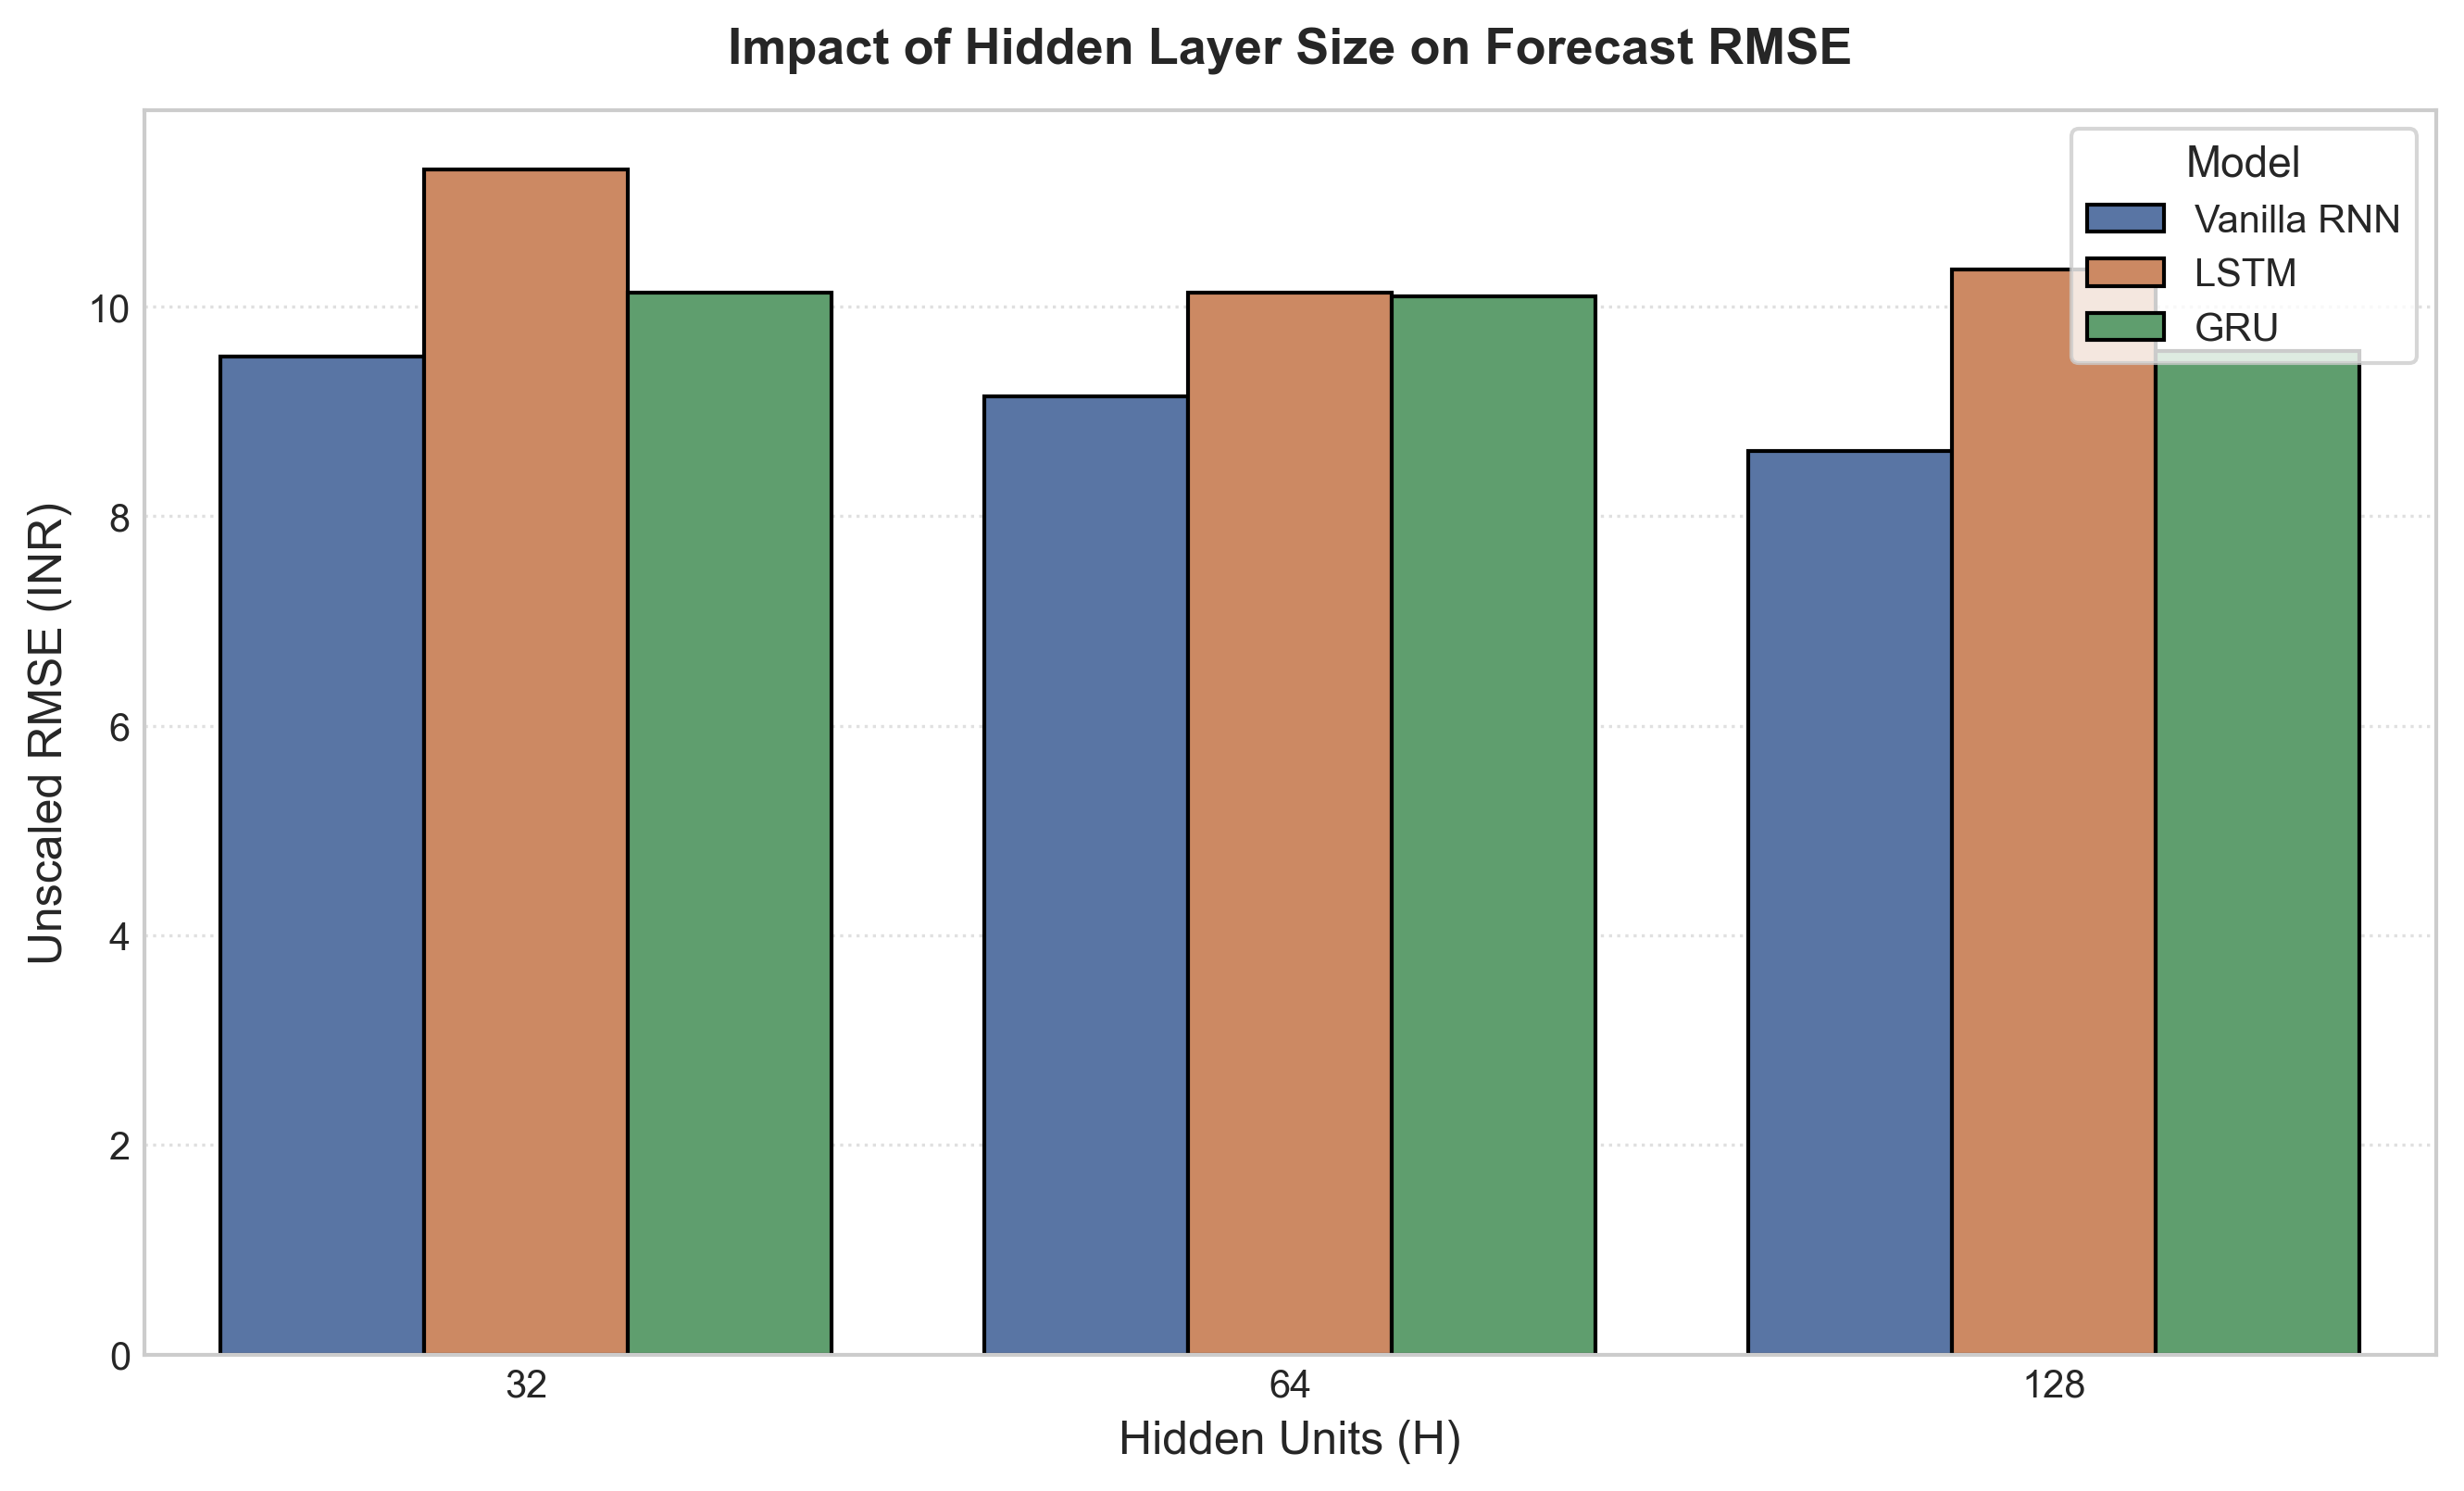 Impact of Hidden Layer Size on Forecast RMSE
Model
Vanilla RNN
LSTM
GRU
Unscaled RMSE (INR)
10
8
6
4
2
0
32
64
128
Hidden Units (H)